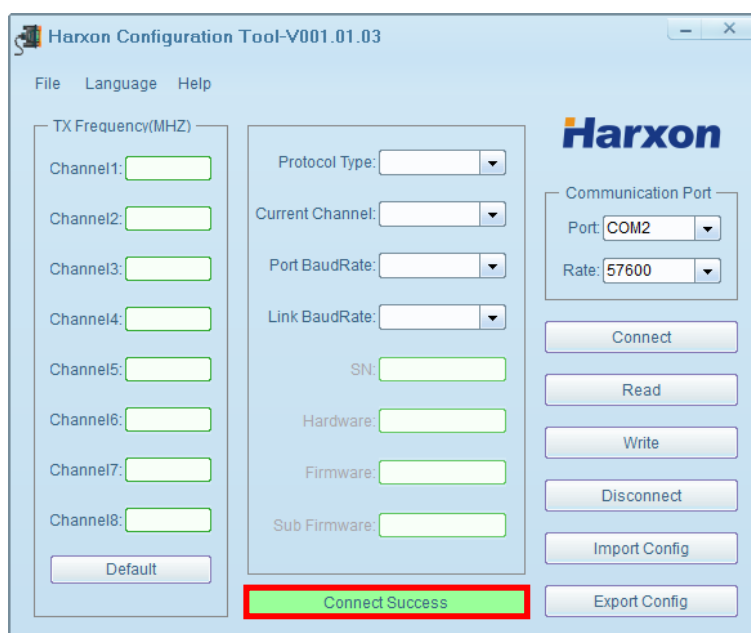 Harxon Configuration Tool-V001.01.03
File Language Help
TX Frequency(MHZ)
Channel1:
Channel2:
Channel3:
Channel4:
Channel5:
Channel6:
Channel7:
Channel8:
Default
Protocol Type:
Current Channel:
Port BaudRate:
Link BaudRate:
SN:
Hardware:
Firmware:
Sub Firmware:
Connect Success
Harxon
Communication Port
Port: COM2
Rate: 57600
Connect
Read
Write
Disconnect
Import Config
Export Config